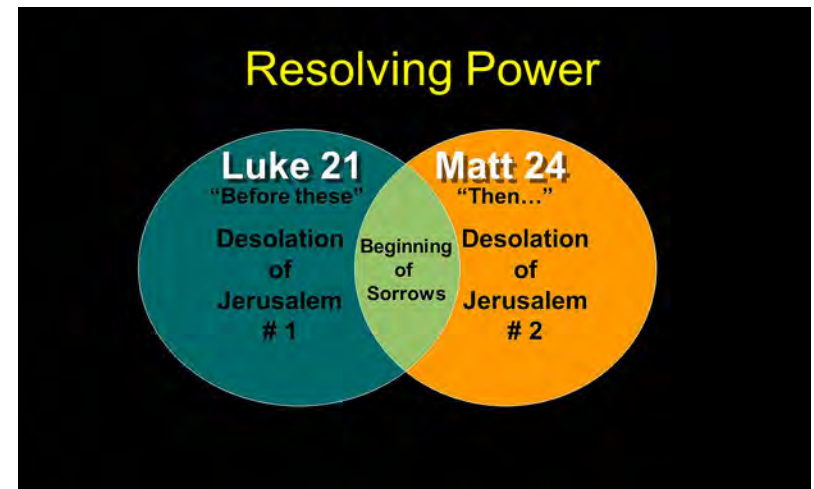 Resolving Power
Luke 21
“Before these”
Desolation
of
Jerusalem
# 1
Beginning
of
Sorrows
Matt 24
“Then…”
Desolation
of
Jerusalem
# 2